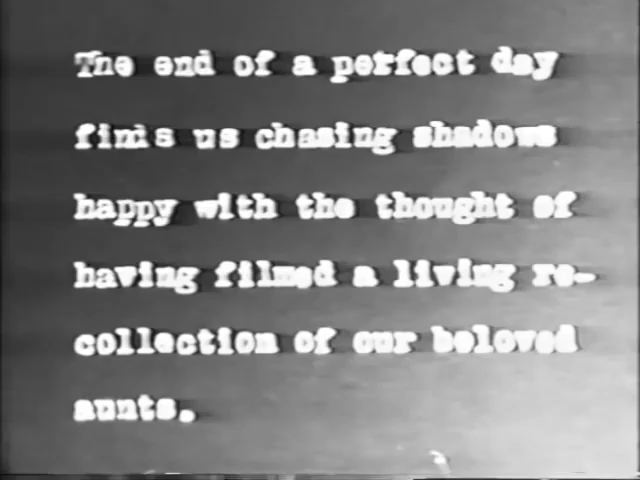 The end of a perfect day
finds us chasing shadows
happy with the thought of
having filmed a living re-
collection of our beloved
aunts.